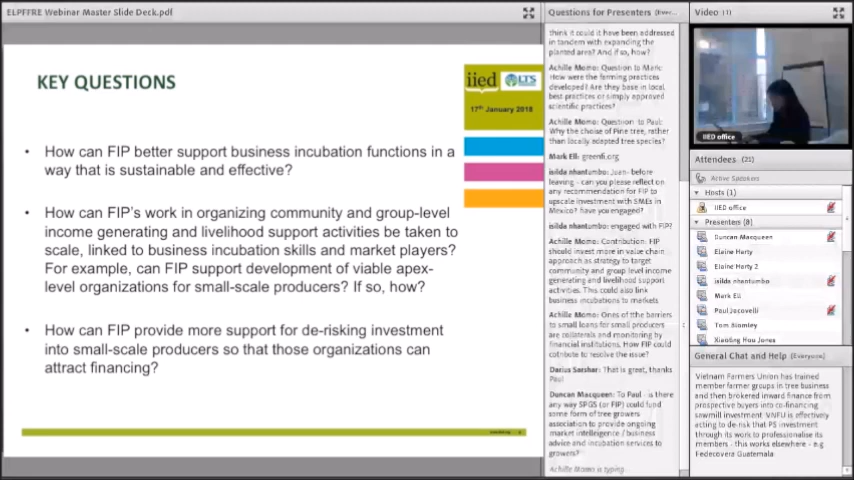 ELPFFRE Webinar Master Slide Deck.pdf
KEY QUESTIONS
iied
LTS
17th January 2018
• How can FIP better support business incubation functions in a
way that is sustainable and effective?
• How can FIP's work in organizing community and group-level
income generating and livelihood support activities be taken to
scale, linked to business incubation skills and market players?
For example, can FIP support development of viable apex-
level organizations for small-scale producers? If so, how?
• How can FIP provide more support for de-risking investment
into small-scale producers so that those organizations can
attract financing?
Questions for Presenters (Ever...
think it could it have been addressed
in tandem with expanding the
planted area? And if so, how?
Achille Momo: Question to Mark:
How were the farming practices
developed? Are they base in local
best practices or simply approved
scientific practices?
Achille Momo: Question to Paul:
Why the choice of Pine tree, rather
than locally adapted tree species?
Mark Eli: greenfi.org
isilda nhantumbo: Juan- before
leaving - can you please reflect on
any recommendation for FIP to
upscale investment with SMEs in
Mexico? have you engaged?
isilda nhantumbo: engaged with FIP?
Achille Momo: Contribution: FIP
should invest more in value chain
approach as strategy to target
community and group level income
generating and livelihood support
activities. This could also link
business incubations to markets
Achille Momo: Ones of the barriers
to small loans for small producers
are collaterals and monitoring by
financial institutions. How FIP could
cotribute to resolve the issue?
Darius Sarshar: That is great, thanks
Paul
Duncan Macqueen: To Paul - is there
any way SPGS (or FIP) could fund
some form of tree growers
association to provide ongoing
market intelligence / business
advice and incubation services to
growers?
Achille Momo is typing...
Video (1)
IIED office
Attendees (21)
Active Speakers
Hosts (1)
IIED office
Presenters (8)
Duncan Macqueen
Elaine Harty
Elaine Harty 2
isilda nhantumbo
Mark Eli
Paul Jacovelli
Tom Blomley
Xiaoting Hou Jones
General Chat and Help (Everyone)
Vietnam Farmers Union has trained
member farmer groups in tree business
and then brokered inward finance from
prospective buyers into co-financing
sawmill investment. VNFU is effectively
acting to de-risk that PS investment
through its work to professionalise its
members - this works elsewhere - e.g.
Fedecovera Guatemala